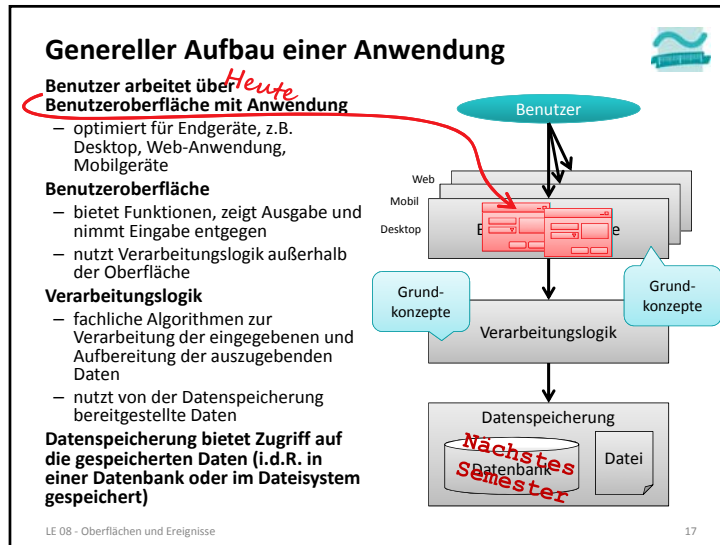 Genereller Aufbau einer Anwendung
Benutzer arbeitet über
Heute
Benutzeroberfläche mit Anwendung
– optimiert für Endgeräte, z.B.
Desktop, Web-Anwendung,
Mobilgeräte
Benutzeroberfläche
– bietet Funktionen, zeigt Ausgabe und
nimmt Eingabe entgegen
– nutzt Verarbeitungslogik außerhalb
der Oberfläche
Verarbeitungslogik
– fachliche Algorithmen zur
Verarbeitung der eingegebenen und
Aufbereitung der auszugebenden
Daten
– nutzt von der Datenspeicherung
bereitgestellte Daten
Datenspeicherung bietet Zugriff auf
die gespeicherten Daten (i.d.R. in
einer Datenbank oder im Dateisystem
gespeichert)
Benutzer
Web
Mobil
Desktop
Grund-
konzepte
Grund-
konzepte
Verarbeitungslogik
Datenspeicherung
Nächstes
Semester
Datenbank
Datei
LE 08 - Oberflächen und Ereignisse
17